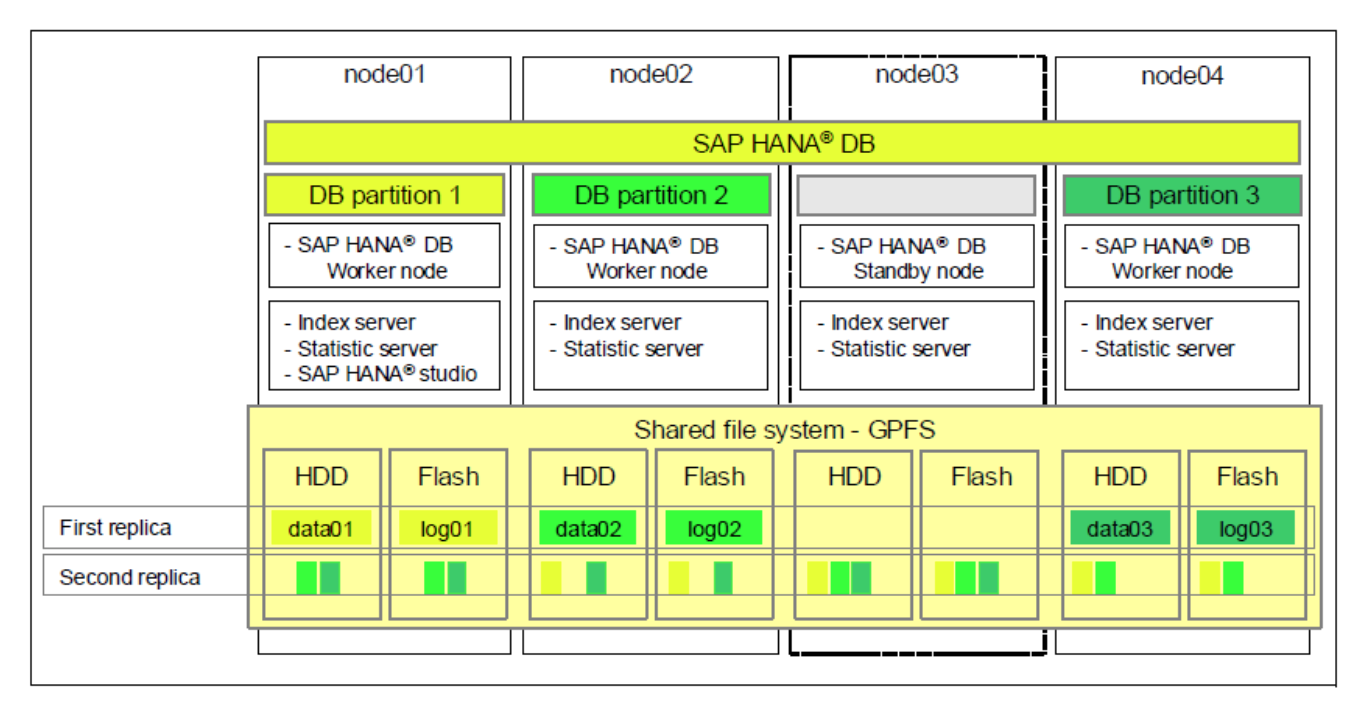 node01
node02
node03
node04
SAP HANA® DB
DB partition 1
DB partition 2
DB partition 3
- SAP HANA® DB
Worker node
- SAP HANA® DB
Worker node
- SAP HANA® DB
Standby node
- SAP HANA® DB
Worker node
- Index server
- Statistic server
- SAP HANA® studio
- Index server
- Statistic server
- Index server
- Statistic server
- Index server
- Statistic server
Shared file system - GPFS
HDD
Flash
HDD
Flash
HDD
Flash
HDD
Flash
First replica
data01
log01
data02
log02
data03
log03
Second replica